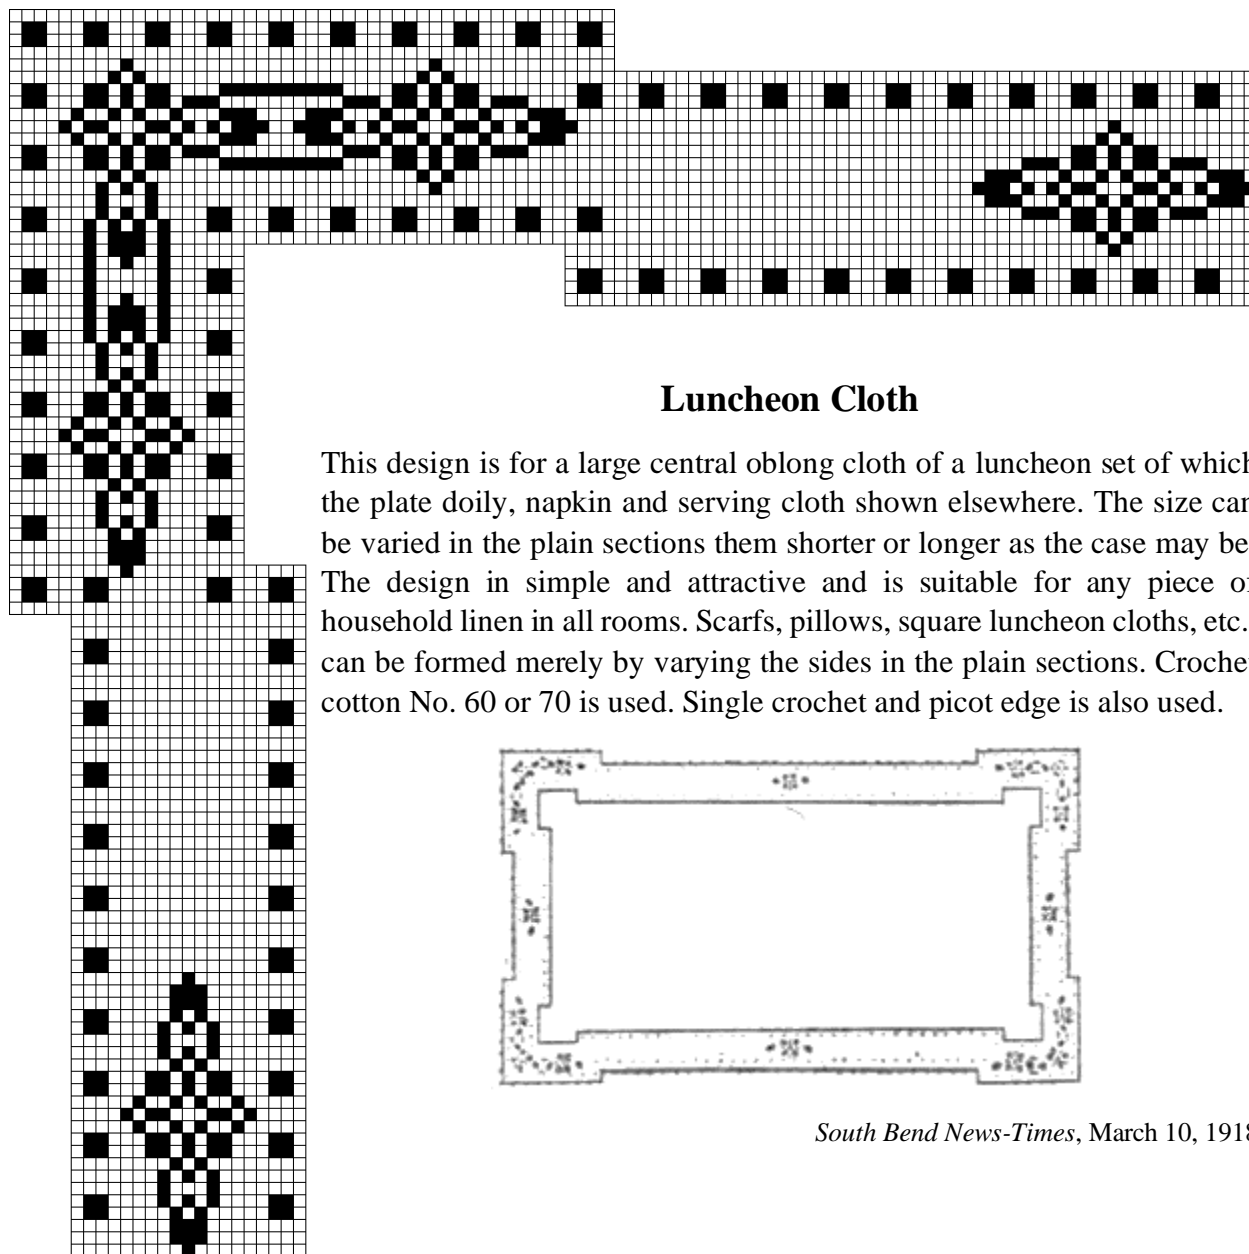 Luncheon Cloth
This design is for a large central oblong cloth of a luncheon set of which
the plate doily, napkin and serving cloth shown elsewhere. The size can
be varied in the plain sections them shorter or longer as the case may be.
The design in simple and attractive and is suitable for any piece of
household linen in all rooms. Scarfs, pillows, square luncheon cloths, etc.
can be formed merely by varying the sides in the plain sections. Crochet
cotton No. 60 or 70 is used. Single crochet and picot edge is also used.
South Bend News-Times, March 10, 1918